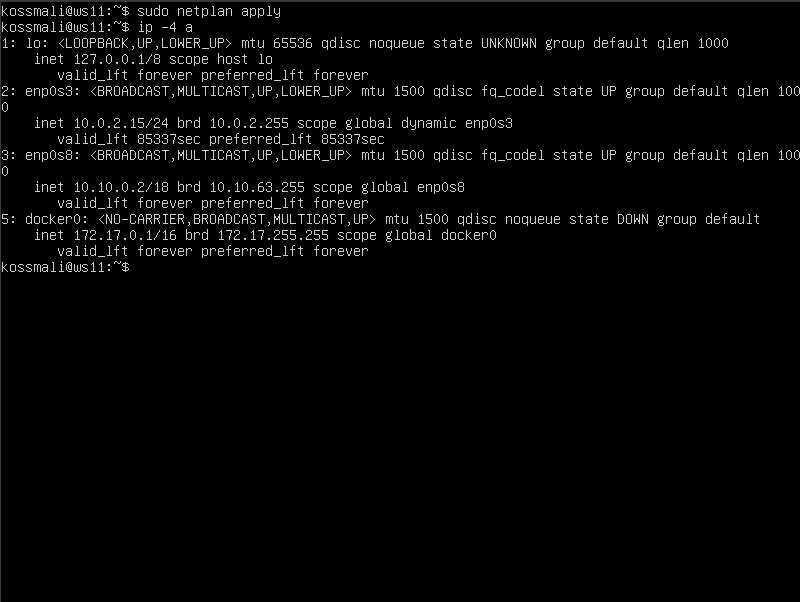 kossmali@ws11:~$ sudo netplan apply
kossmali@ws11:~$ ip -4 a
1: lo: <LOOPBACK,UP,LOWER_UP> mtu 65536 qdisc noqueue state UNKNOWN group default qlen 1000
    inet 127.0.0.1/8 scope host lo
       valid_lft forever preferred_lft forever
2: enp0s3: <BROADCAST,MULTICAST,UP,LOWER_UP> mtu 1500 qdisc fq_codel state UP group default qlen 100
0
    inet 10.0.2.15/24 brd 10.0.2.255 scope global dynamic enp0s3
       valid_lft 85337sec preferred_lft 85337sec
3: enp0s8: <BROADCAST,MULTICAST,UP,LOWER_UP> mtu 1500 qdisc fq_codel state UP group default qlen 100
0
    inet 10.10.0.2/18 brd 10.10.63.255 scope global enp0s8
       valid_lft forever preferred_lft forever
5: docker0: <NO-CARRIER,BROADCAST,MULTICAST,UP> mtu 1500 qdisc noqueue state DOWN group default
    inet 172.17.0.1/16 brd 172.17.255.255 scope global docker0
       valid_lft forever preferred_lft forever
kossmali@ws11:~$